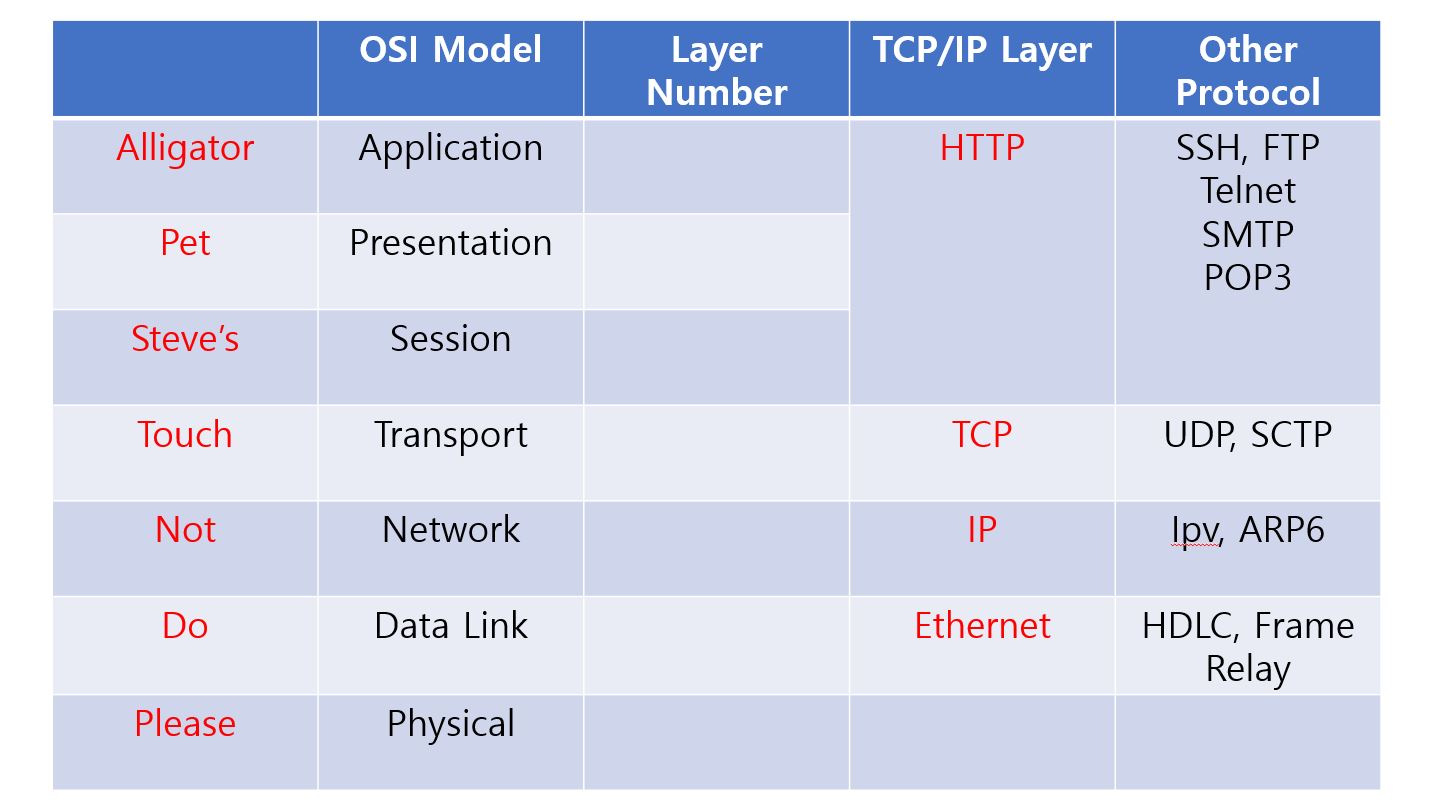 OSI Model
Layer
Number
TCP/IP Layer
Other
Protocol
Alligator
Application
HTTP
SSH, FTP
Telnet
SMTP
POP3
Pet
Presentation
Steve’s
Session
Touch
Transport
TCP
UDP, SCTP
Not
Network
IP
Ipv, ARP6
Do
Data Link
Ethernet
HDLC, Frame
Relay
Please
Physical